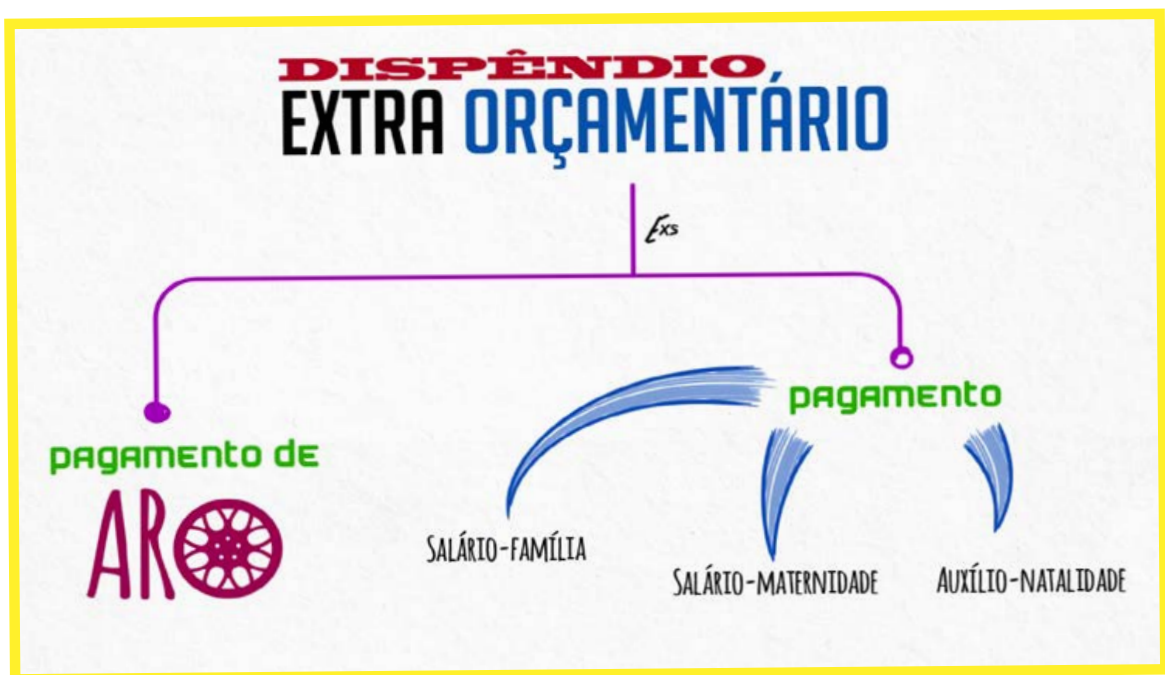 DISPÊNDIO
EXTRA ORÇAMENTÁRIO
Exs
pagamento de
ARO
pagamento
SALÁRIO-FAMÍLIA
SALÁRIO-MATERNIDADE
AUXÍLIO-NATALIDADE